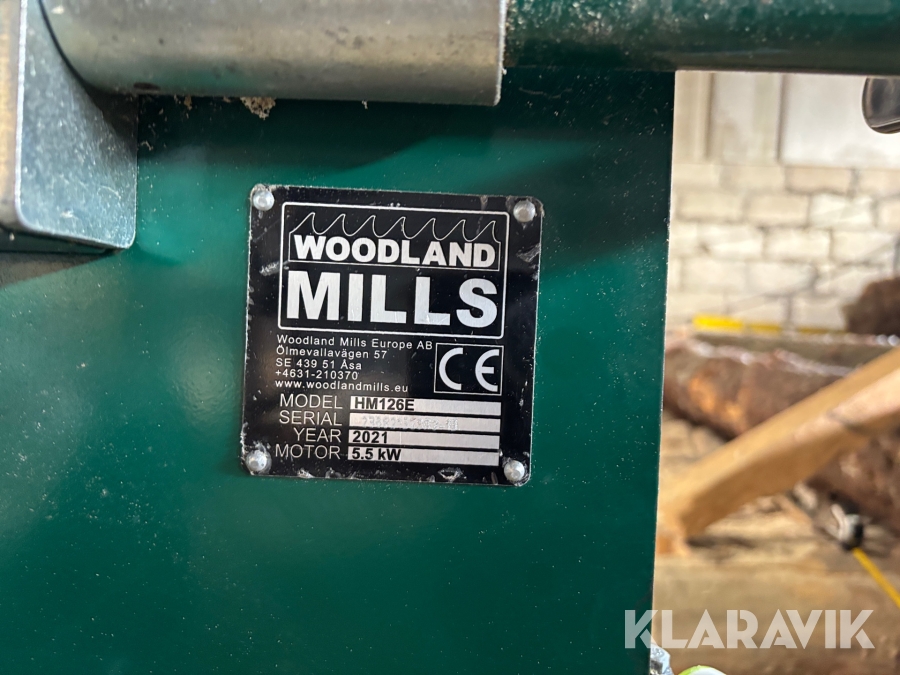 WOODLAND
MILLS
Woodland Mills Europe AB
Ölmevallavägen 57
SE 439 51 Åsa
+4631-210370
www.woodlandmills.eu
CE
MODEL HM126E
SERIAL
YEAR 2021
MOTOR 5.5 kW
KLARAVIK